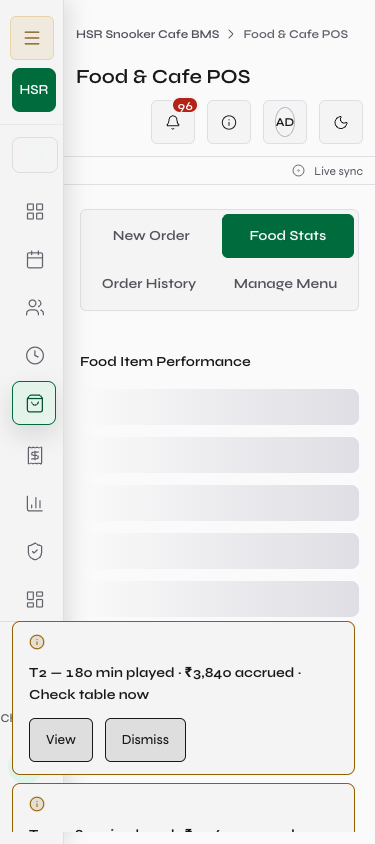 HSR Snooker Cafe BMS > Food & Cafe POS
HSR
Food & Cafe POS
96
AD
Live sync
New Order
Food Stats
Order History
Manage Menu
Food Item Performance
T2 — 180 min played · ₹3,840 accrued ·
Check table now
View
Dismiss